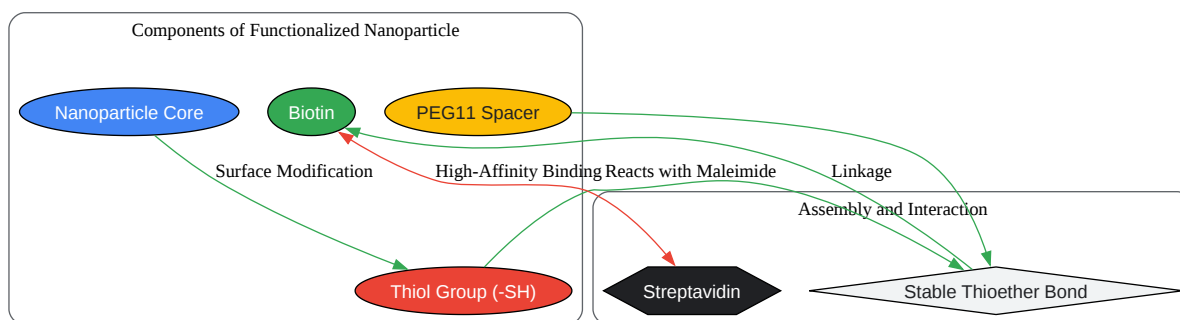 Components of Functionalized Nanoparticle
Nanoparticle Core
Biotin
PEG11 Spacer
Surface Modification
High-Affinity Binding
Reacts with Maleimide
Linkage
Assembly and Interaction
Thiol Group (-SH)
Streptavidin
Stable Thioether Bond